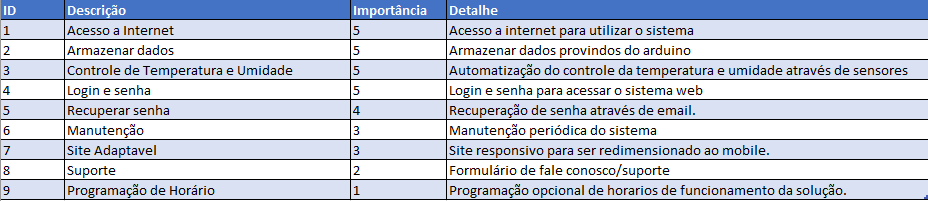 ID Descrição Importância Detalhe
1 Acesso a Internet 5 Acesso a internet para utilizar o sistema
2 Armazenar dados 5 Armazenar dados provindos do arduino
3 Controle de Temperatura e Umidade 5 Automatização do controle da temperatura e umidade através de sensores
4 Login e senha 5 Login e senha para acessar o sistema web
5 Recuperar senha 4 Recuperação de senha através de email.
6 Manutenção 3 Manutenção periódica do sistema
7 Site Adaptavel 3 Site responsivo para ser redimensionado ao mobile.
8 Suporte 2 Formulário de fale conosco/suporte
9 Programação de Horário 1 Programação opcional de horarios de funcionamento da solução.